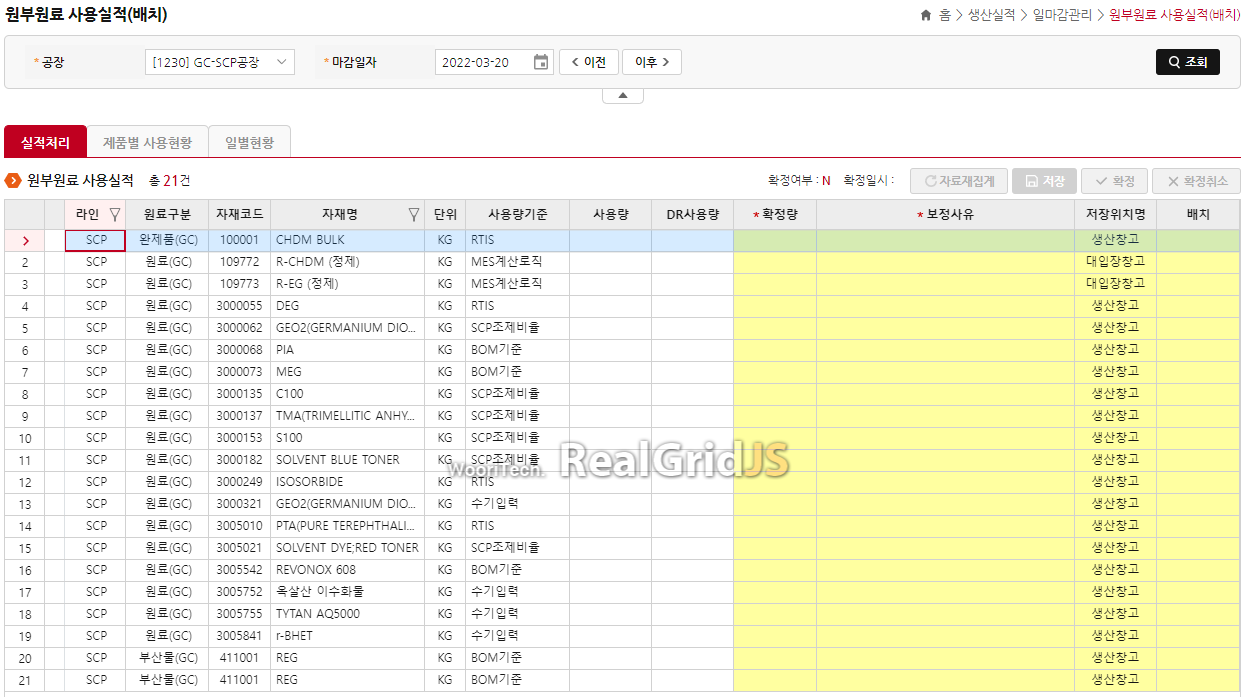 원부원료 사용실적(배치)
홈 > 생산실적 > 일마감관리 > 원부원료 사용실적(배치)
*공장 [1230] GC-SCP공장 *마감일자 2022-03-20 < 이전 이후 > 조회
실적처리 제품별 사용현황 일별현황
원부원료 사용실적 총 21건 확정여부 : N 확정일시 : 자료재집계 저장 확정 확정취소
라인 원료구분 자재코드 자재명 단위 사용량기준 사용량 DR사용량 *확정량 *보정사유 저장위치명 배치
SCP 완제품(GC) 100001 CHDM BULK KG RTIS 생산창고
2 SCP 원료(GC) 109772 R-CHDM (정제) KG MES계산로직 대입장창고
3 SCP 원료(GC) 109773 R-EG (정제) KG MES계산로직 대입장창고
4 SCP 원료(GC) 3000055 DEG KG RTIS 생산창고
5 SCP 원료(GC) 3000062 GEO2(GERMANIUM DIO... KG SCP조제비율 생산창고
6 SCP 원료(GC) 3000068 PIA KG BOM기준 생산창고
7 SCP 원료(GC) 3000073 MEG KG BOM기준 생산창고
8 SCP 원료(GC) 3000135 C100 KG SCP조제비율 생산창고
9 SCP 원료(GC) 3000137 TMA(TRIMELLITIC ANHY... KG SCP조제비율 생산창고
10 SCP 원료(GC) 3000153 S100 KG SCP조제비율 생산창고
11 SCP 원료(GC) 3000182 SOLVENT BLUE TONER KG SCP조제비율 생산창고
WooriTech. RealGridJS
12 SCP 원료(GC) 3000249 ISOSORBIDE KG RTIS 생산창고
13 SCP 원료(GC) 3000321 GEO2(GERMANIUM DIO... KG 수기입력 생산창고
14 SCP 원료(GC) 3005010 PTA(PURE TEREPHTHALI... KG RTIS 생산창고
15 SCP 원료(GC) 3005021 SOLVENT DYE;RED TONER KG SCP조제비율 생산창고
16 SCP 원료(GC) 3005542 REVONOX 608 KG BOM기준 생산창고
17 SCP 원료(GC) 3005752 옥살산 이수화물 KG 수기입력 생산창고
18 SCP 원료(GC) 3005755 TYTAN AQ5000 KG 수기입력 생산창고
19 SCP 원료(GC) 3005841 r-BHET KG 수기입력 생산창고
20 SCP 부산물(GC) 411001 REG KG BOM기준 생산창고
21 SCP 부산물(GC) 411001 REG KG BOM기준 생산창고